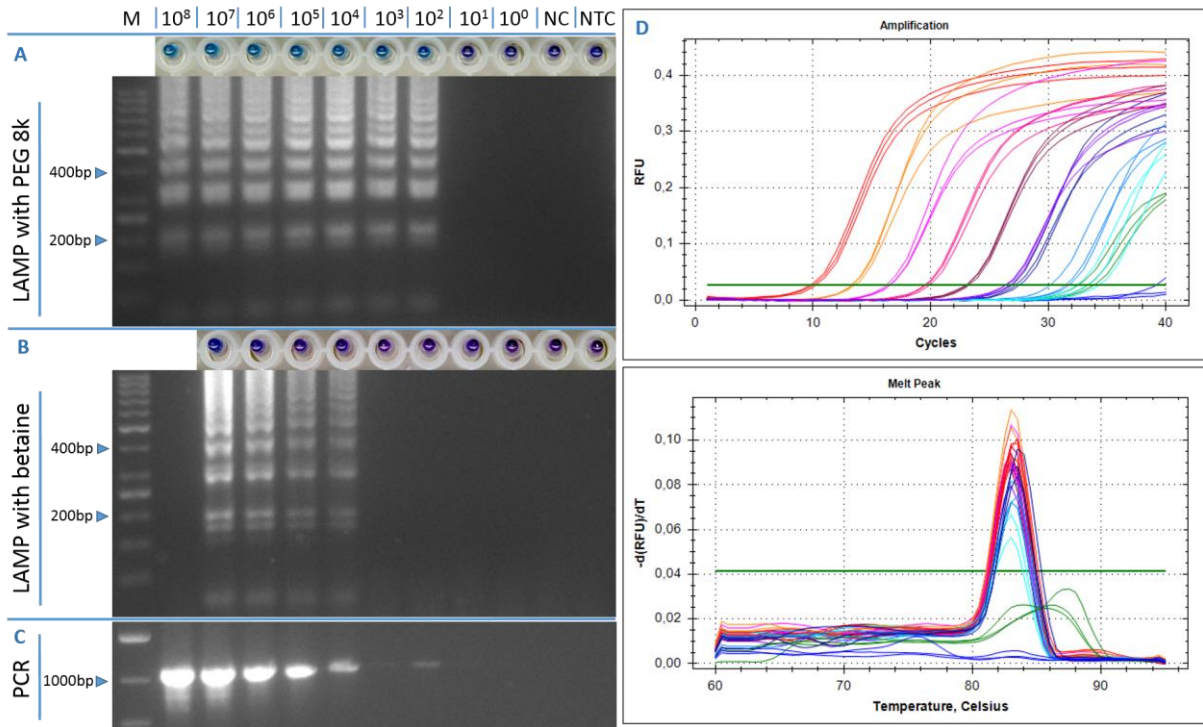 M 10⁸ 10⁷ 10⁶ 10⁵ 10⁴ 10³ 10² 10¹ 10⁰ NC NTC
A
LAMP with PEG 8k
400bp
200bp
B
LAMP with betaine
400bp
200bp
C
PCR
1000bp
D
Amplification
RFU
0,4
0,3
0,2
0,1
0,0
0 10 20 30 40
Cycles
Melt Peak
-d(RFU)/dT
0,10
0,08
0,06
0,04
0,02
0,00
60 70 80 90
Temperature, Celsius